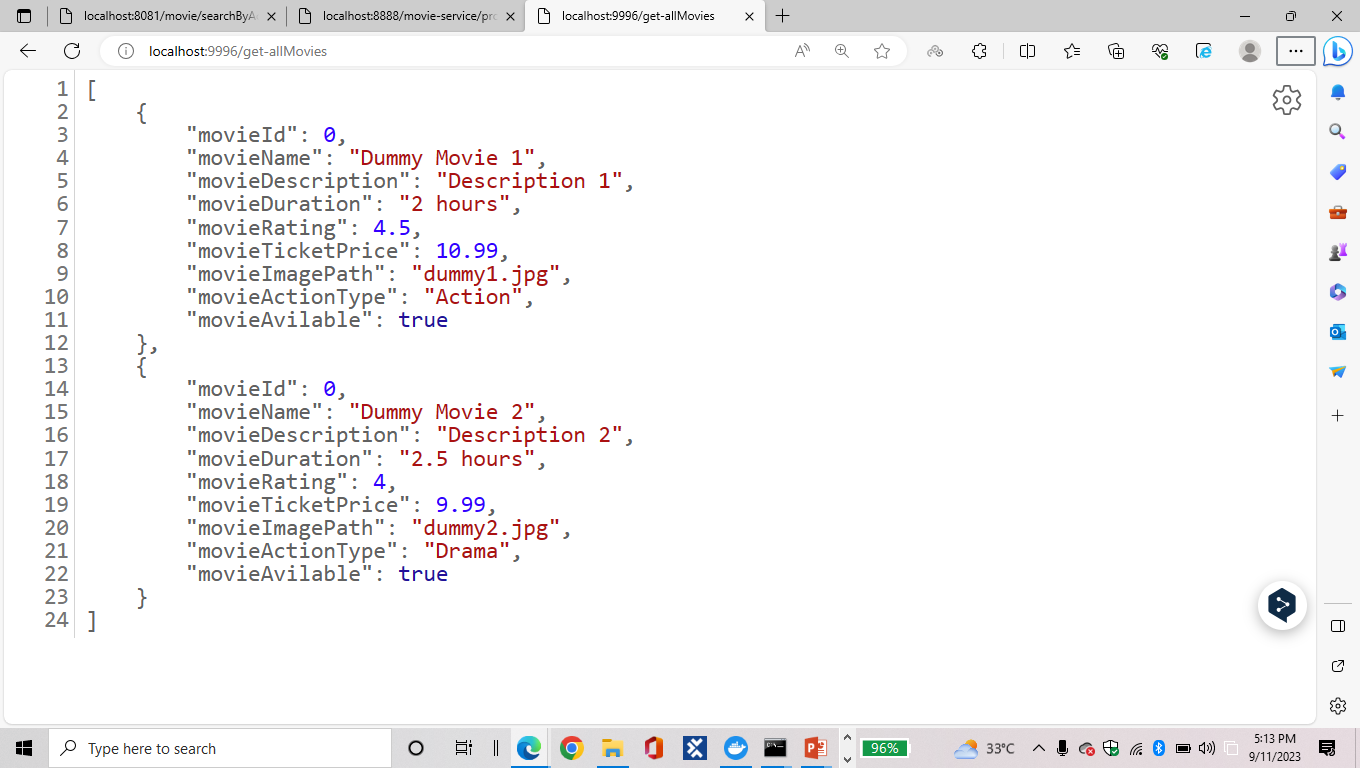 localhost:8081/movie/searchByA
localhost:8888/movie-service/pro
localhost:9996/get-allMovies
localhost:9996/get-allMovies
1 [
2 {
3 "movieId": 0,
4 "movieName": "Dummy Movie 1",
5 "movieDescription": "Description 1",
6 "movieDuration": "2 hours",
7 "movieRating": 4.5,
8 "movieTicketPrice": 10.99,
9 "movieImagePath": "dummy1.jpg",
10 "movieActionType": "Action",
11 "movieAvilable": true
12 },
13 {
14 "movieId": 0,
15 "movieName": "Dummy Movie 2",
16 "movieDescription": "Description 2",
17 "movieDuration": "2.5 hours",
18 "movieRating": 4,
19 "movieTicketPrice": 9.99,
20 "movieImagePath": "dummy2.jpg",
21 "movieActionType": "Drama",
22 "movieAvilable": true
23 }
24 ]
Type here to search
96%
33°C
5:13 PM
9/11/2023